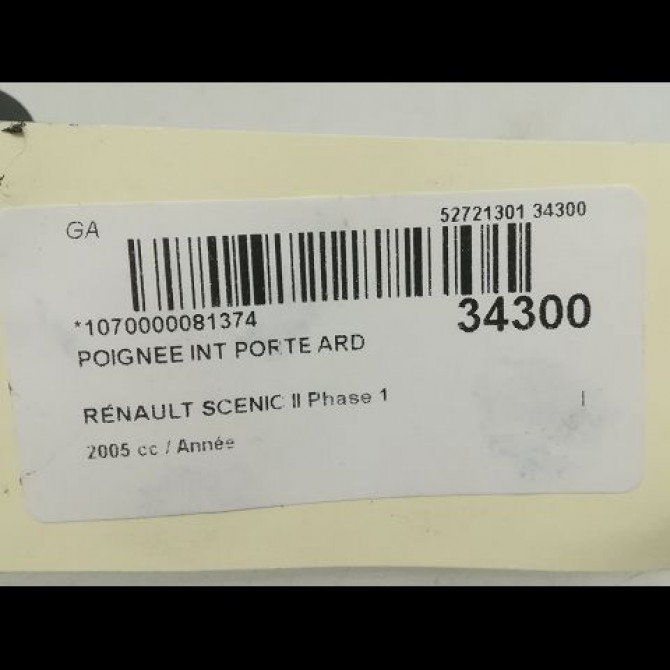 GA
52721301 34300
*1070000081374
34300
POIGNEE INT PORTE ARD
RENAULT SCENIC II Phase 1
I
2005 cc / Année